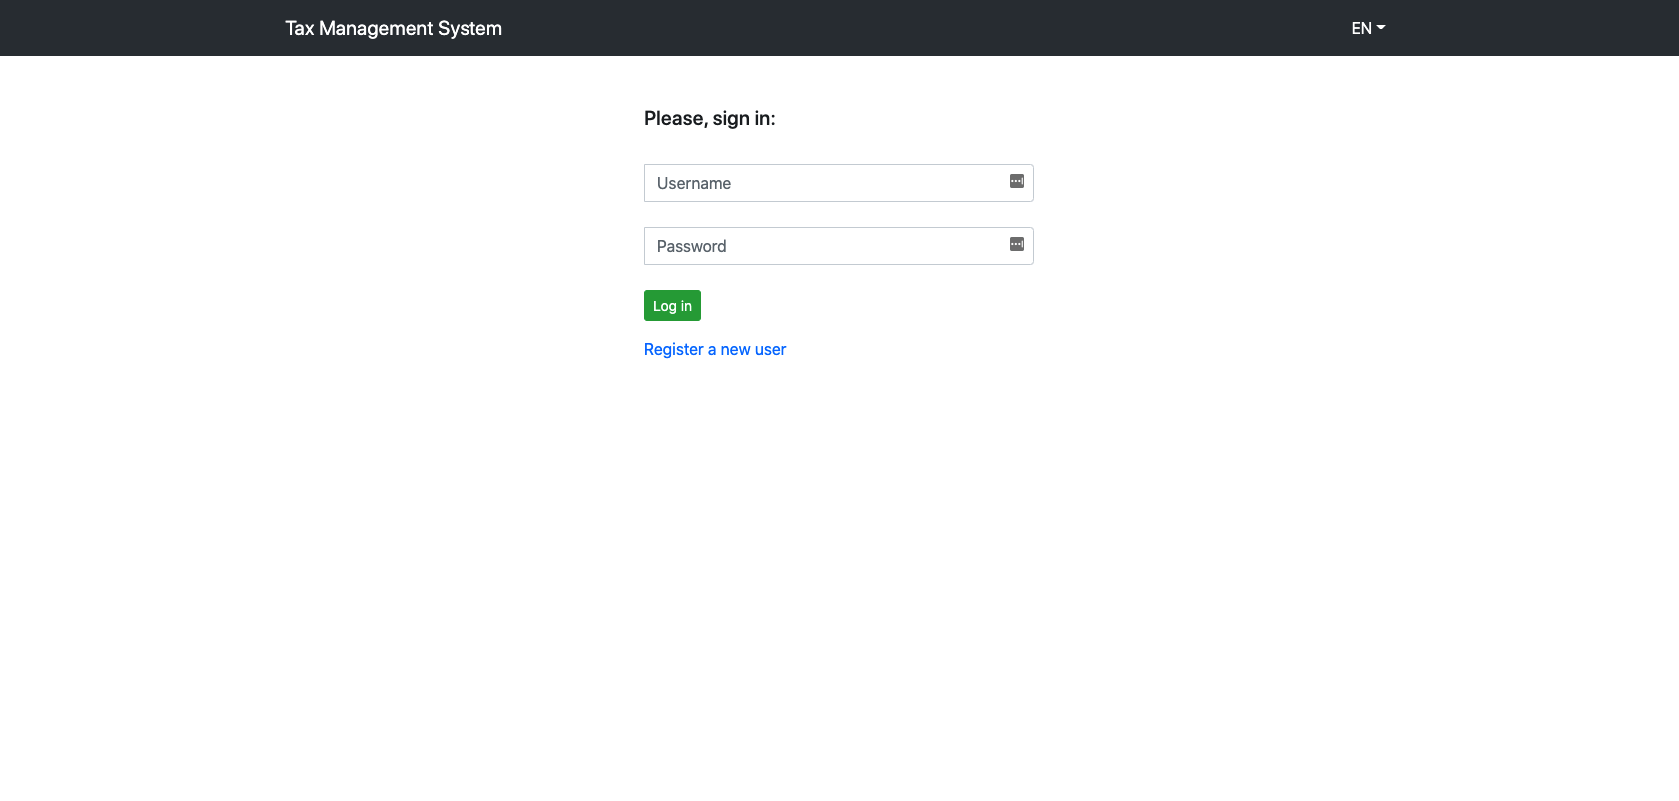 Tax Management System
EN
Please, sign in:
Username
Password
Log in
Register a new user